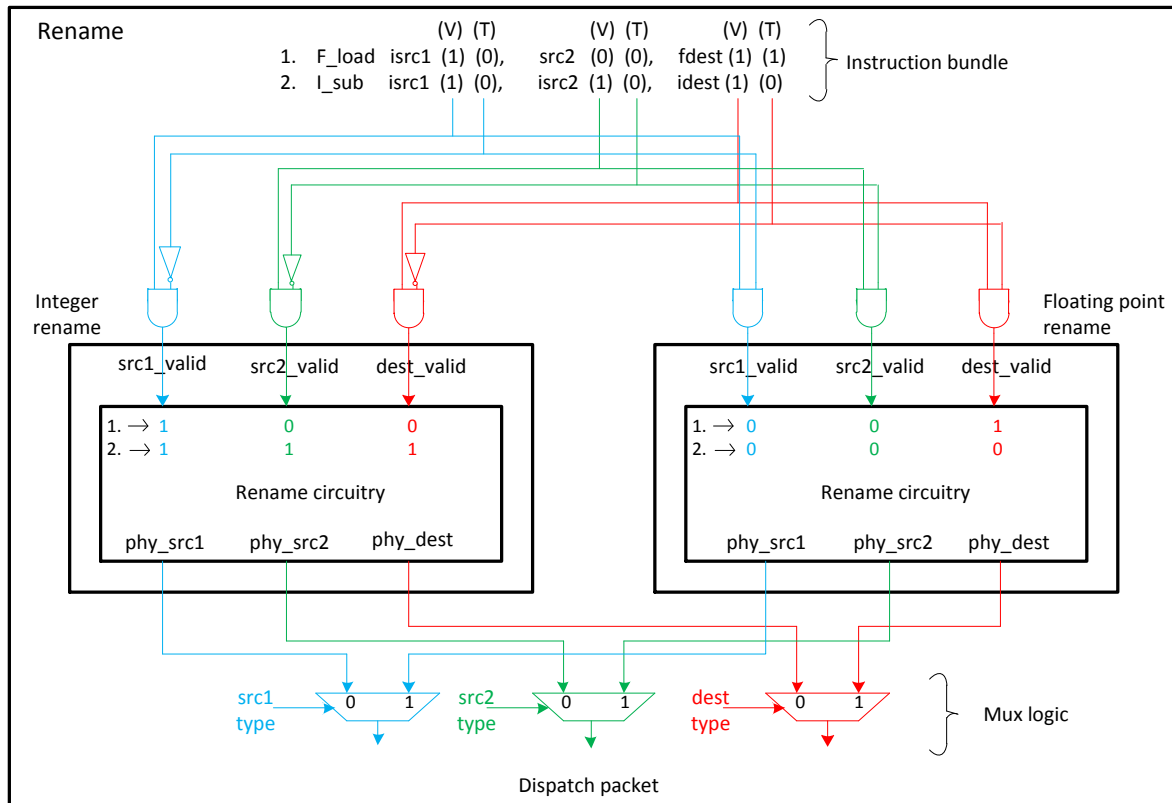 Rename
(V) (T) (V) (T) (V) (T)
1. F_load isrc1 (1) (0), src2 (0) (0), fdest (1) (1)
2. I_sub isrc1 (1) (0), isrc2 (1) (0), idest (1) (0)
Instruction bundle
Integer
rename
Floating point
rename
src1_valid src2_valid dest_valid
1. → 1 0 0
2. → 1 1 1
Rename circuitry
phy_src1 phy_src2 phy_dest
src1_valid src2_valid dest_valid
1. → 0 0 1
2. → 0 0 0
Rename circuitry
phy_src1 phy_src2 phy_dest
src1
type
0 1
src2
type
0 1
dest
type
0 1
Mux logic
Dispatch packet